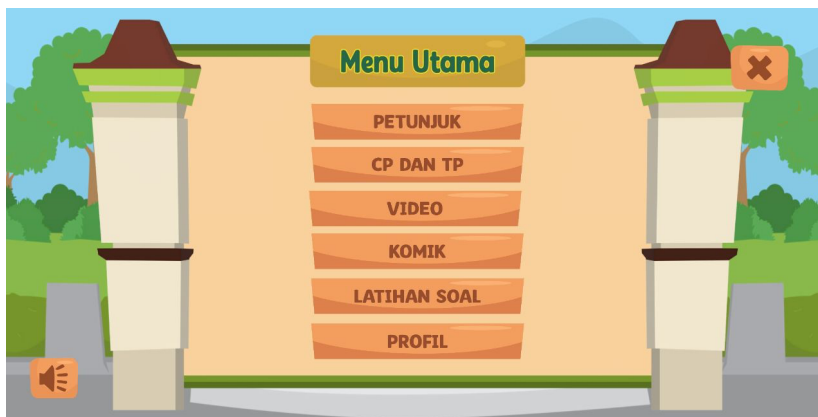 Menu Utama
PETUNJUK
CP DAN TP
VIDEO
KOMIK
LATIHAN SOAL
PROFIL